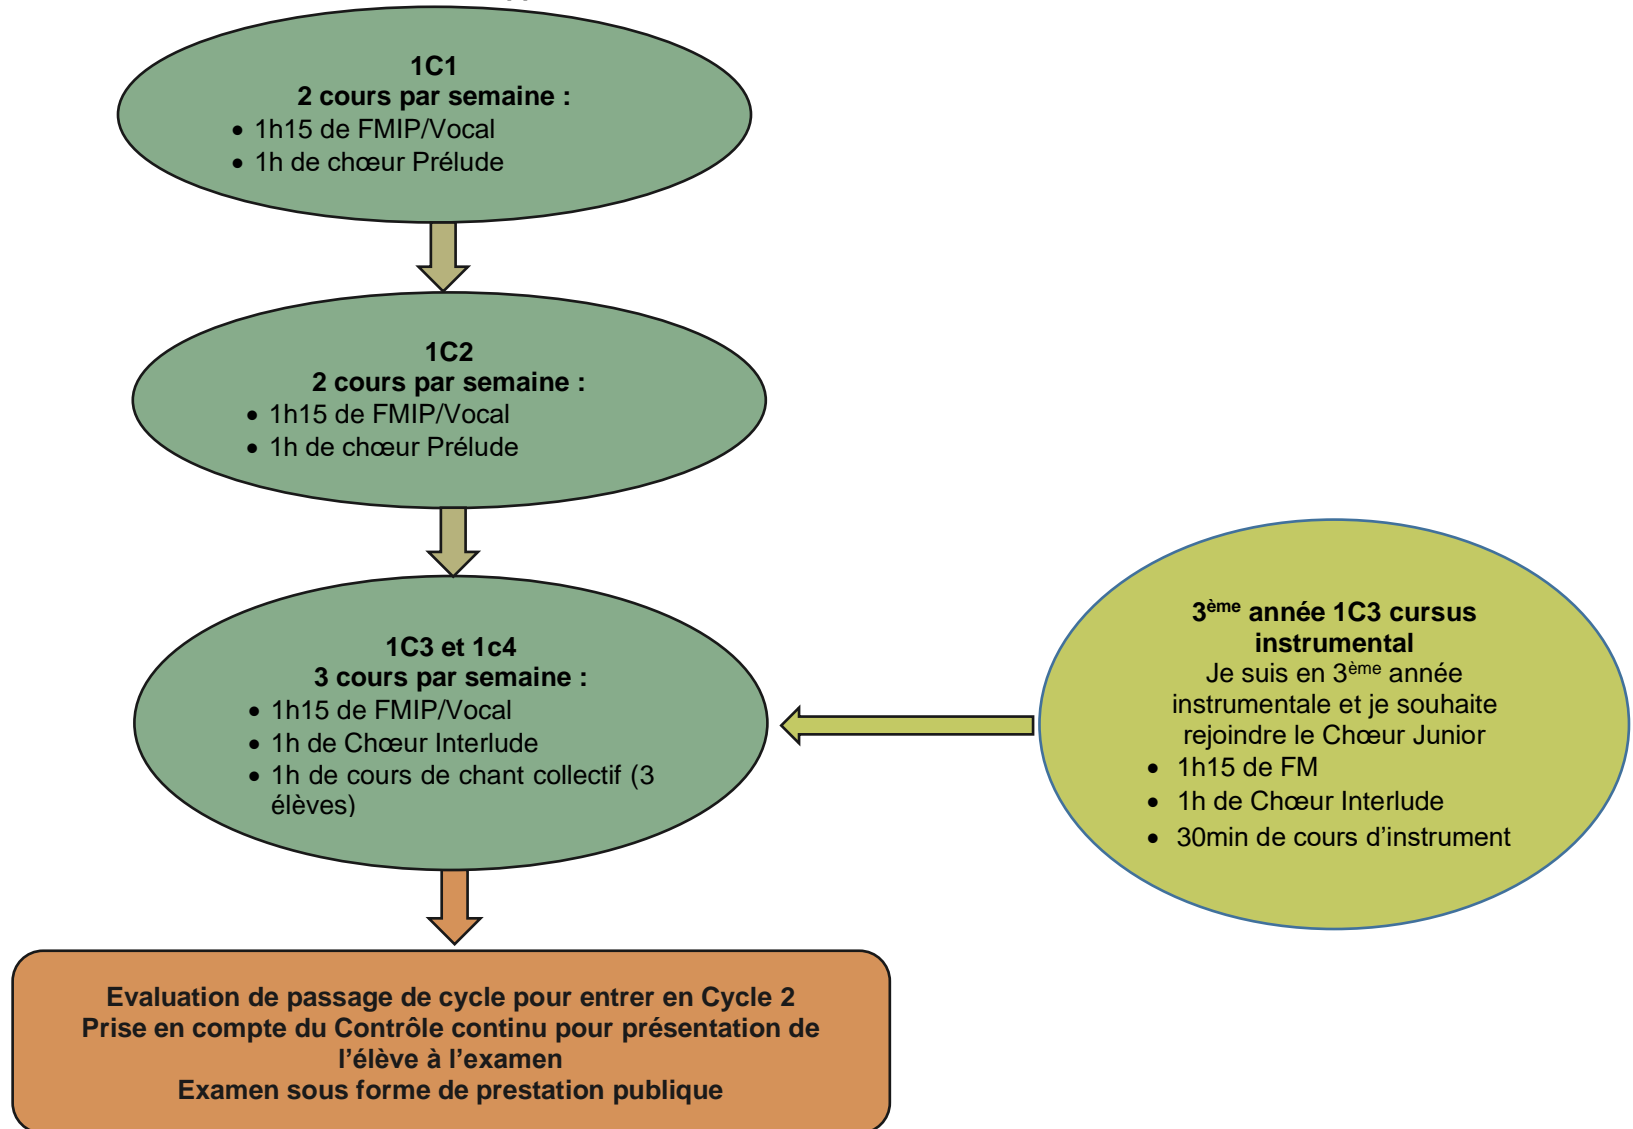 1C1
2 cours par semaine :
• 1h15 de FMIP/Vocal
• 1h de chœur Prélude
1C2
2 cours par semaine :
• 1h15 de FMIP/Vocal
• 1h de chœur Prélude
1C3 et 1c4
3 cours par semaine :
• 1h15 de FMIP/Vocal
• 1h de Chœur Interlude
• 1h de cours de chant collectif (3
élèves)
3ème année 1C3 cursus
instrumental
Je suis en 3ème année
instrumentale et je souhaite
rejoindre le Chœur Junior
• 1h15 de FM
• 1h de Chœur Interlude
• 30min de cours d’instrument
Evaluation de passage de cycle pour entrer en Cycle 2
Prise en compte du Contrôle continu pour présentation de
l’élève à l’examen
Examen sous forme de prestation publique